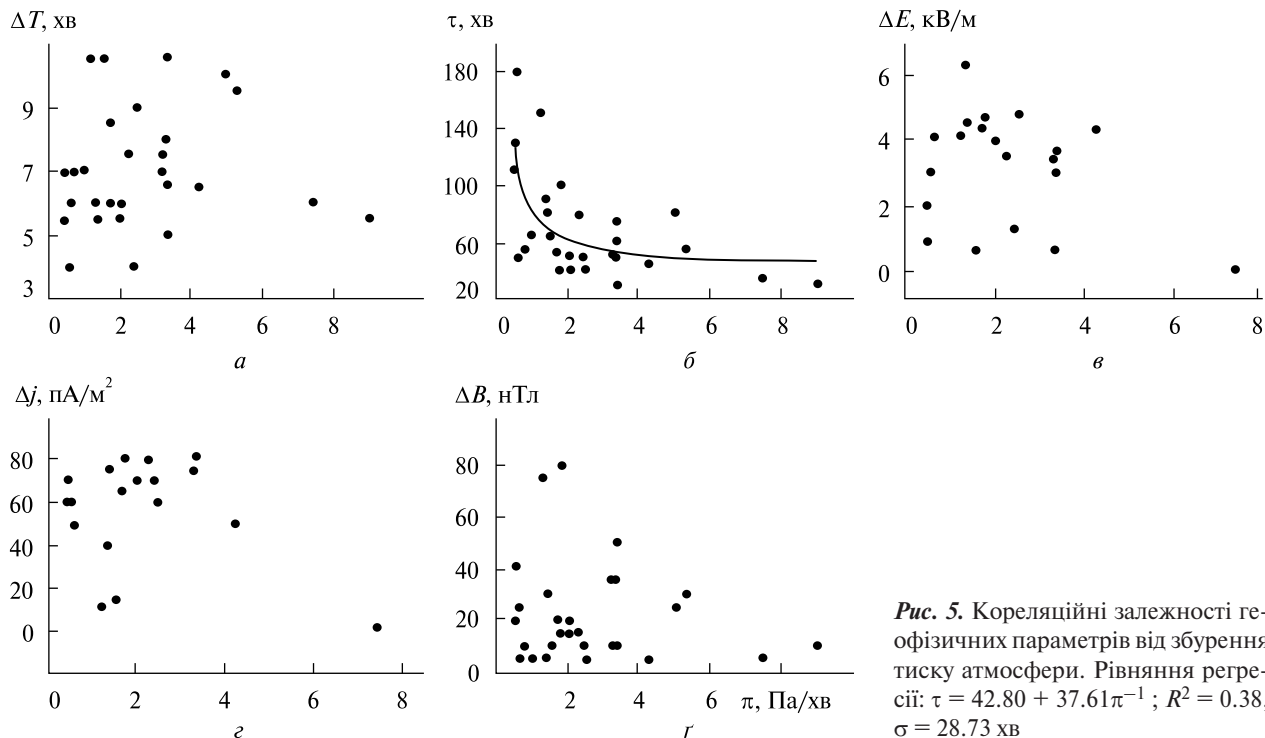 ΔT, хв
9
7
5
3
0 2 4 6 8
а
τ, хв
180
140
100
60
20
0 2 4 6 8
б
ΔE, кВ/м
6
4
2
0
0 2 4 6 8
в
Δj, пА/м²
80
60
40
20
0
0 2 4 6 8
г
ΔB, нТл
80
60
40
20
0
2 4 6 π, Па/хв
ґ
Рис. 5. Кореляційні залежності ге-
офізичних параметрів від збурення
тиску атмосфери. Рівняння регре-
сії: τ = 42.80 + 37.61π⁻¹ ; R² = 0.38,
σ = 28.73 хв